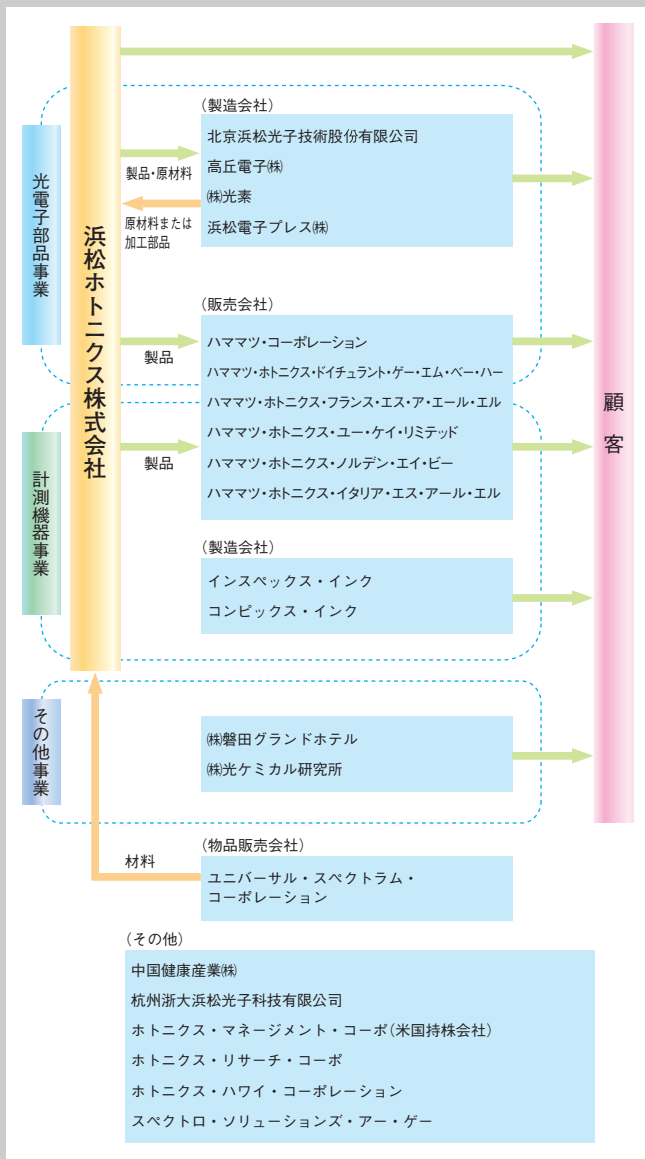 光電子部品事業
計測機器事業
その他事業
浜松ホトニクス株式会社
顧客
(製造会社)
北京浜松光子技術股份有限公司
高丘電子㈱
㈱光素
浜松電子プレス㈱
製品・原材料
原材料または
加工部品
(販売会社)
ハママツ・コーポレーション
ハママツ・ホトニクス・ドイチュラント・ゲー・エム・ベー・ハー
ハママツ・ホトニクス・フランス・エス・ア・エール・エル
ハママツ・ホトニクス・ユー・ケイ・リミテッド
ハママツ・ホトニクス・ノルデン・エイ・ビー
ハママツ・ホトニクス・イタリア・エス・アール・エル
製品
製品
(製造会社)
インスペックス・インク
コンピックス・インク
㈱磐田グランドホテル
㈱光ケミカル研究所
材料
(物品販売会社)
ユニバーサル・スペクトラム・
コーポレーション
(その他)
中国健康産業㈱
杭州浙大浜松光子科技有限公司
ホトニクス・マネージメント・コーポ(米国持株会社)
ホトニクス・リサーチ・コーポ
ホトニクス・ハワイ・コーポレーション
スペクトロ・ソリューションズ・アー・ゲー